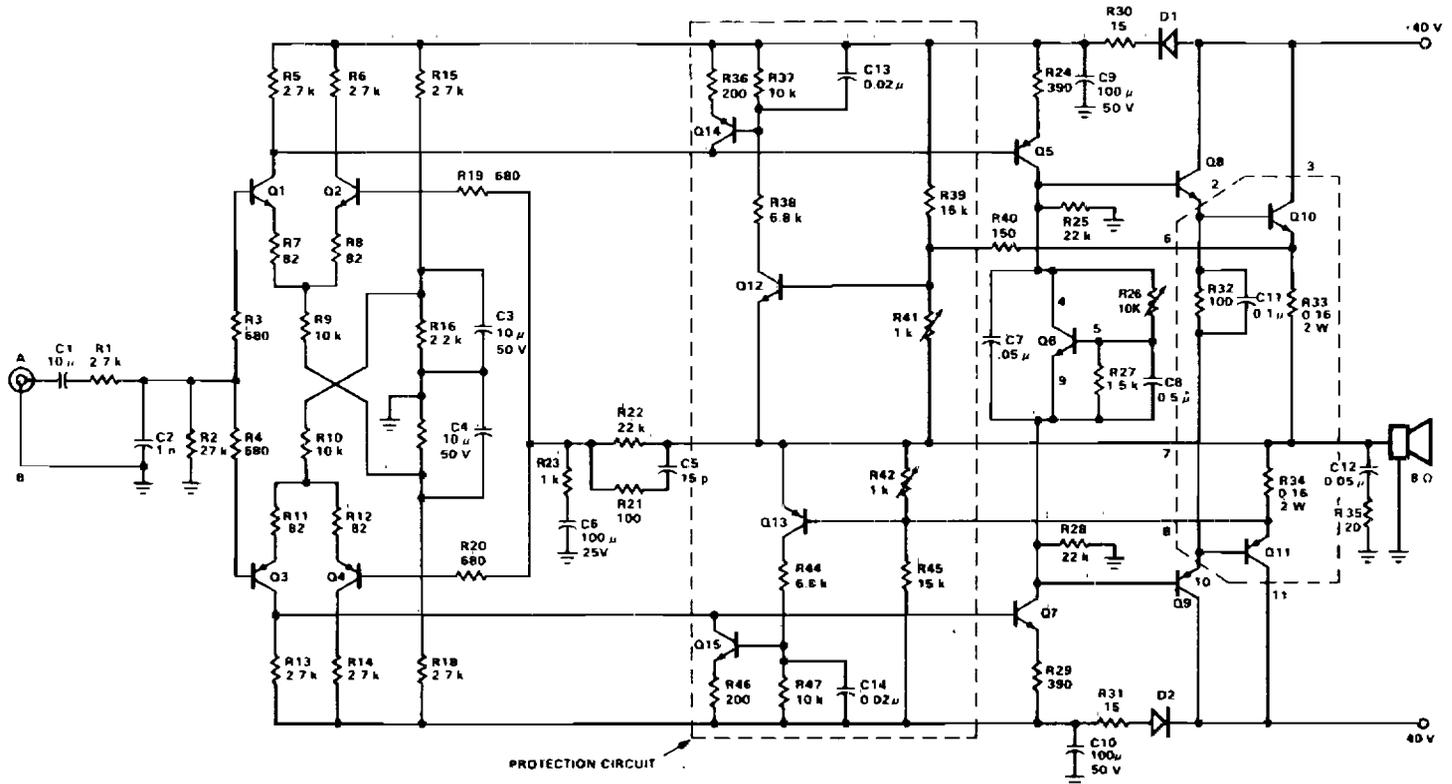 R30
15
D1
40 V
R5
2 7 k
R6
2 7 k
R15
2 7 k
R36
200
R37
10 k
C13
0.02 µ
R24
390
C9
100 µ
50 V
Q14
Q5
Q8
2
3
Q1
Q2
R19 680
R38
6.8 k
R39
15 k
R40
150
R25
22 k
Q10
6
R7
82
R8
82
Q12
R41
1 k
4
R26
10K
R32
100
C11
0 1 µ
R33
0 16
2 W
R3
680
R9
10 k
R16
2 2 k
C3
10 µ
50 V
C7
.05 µ
Q6
5
R27
1 5 k
C8
0 5 µ
9
A
C1
10 µ
R1
2 7 k
B
C2
1 n
R2
27 k
R4
680
R10
10 k
C4
10 µ
50 V
R22
22 k
R23
1 k
C5
15 p
R21
100
C6
100 µ
25V
R42
1 k
7
R34
0 16
2 W
C12
0 05 µ
R35
20
8 Ω
Q13
R11
82
R12
82
R28
22 k
8
Q11
Q3
Q4
R20
680
R44
6.8 k
R45
15 k
Q7
10
Q9
11
Q15
R13
2 7 k
R14
2 7 k
R18
2 7 k
R46
200
R47
10 k
C14
0 02 µ
R29
390
R31
15
D2
C10
100µ
50 V
40 V
PROTECTION CIRCUIT